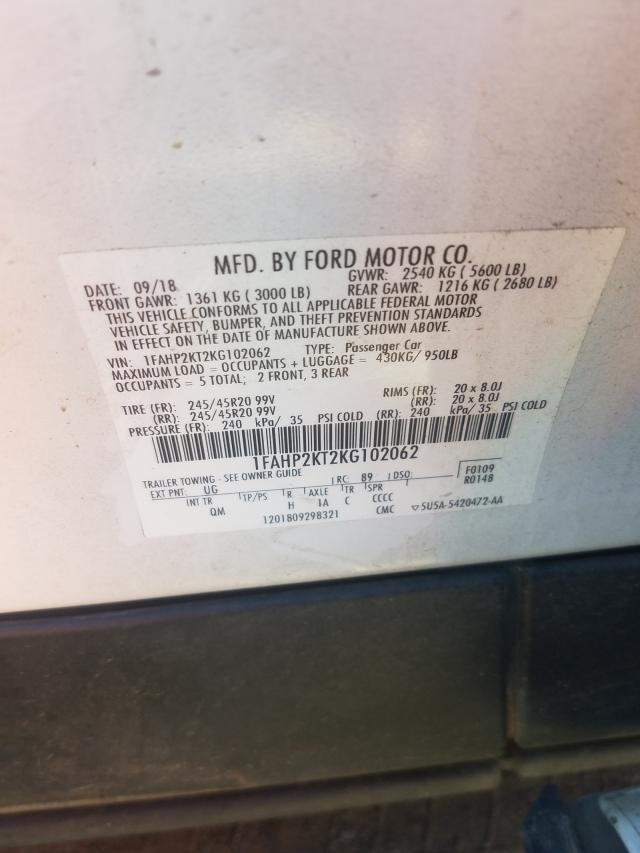 MFD. BY FORD MOTOR CO.
DATE: 09/18 GVWR: 2540 KG ( 5600 LB)
FRONT GAWR: 1361 KG ( 3000 LB) REAR GAWR: 1216 KG ( 2680 LB)
THIS VEHICLE CONFORMS TO ALL APPLICABLE FEDERAL MOTOR
VEHICLE SAFETY, BUMPER, AND THEFT PREVENTION STANDARDS
IN EFFECT ON THE DATE OF MANUFACTURE SHOWN ABOVE.
VIN: 1FAHP2KT2KG102062 TYPE: Passenger Car
MAXIMUM LOAD = OCCUPANTS + LUGGAGE = 430KG/ 950LB
OCCUPANTS = 5 TOTAL; 2 FRONT, 3 REAR
TIRE (FR): 245/45R20 99V RIMS (FR): 20 x 8.0J
(RR): 245/45R20 99V (RR): 20 x 8.0J
PRESSURE (FR): 240 kPa/ 35 PSI COLD (RR): 240 kPa/ 35 PSI COLD
1FAHP2KT2KG102062
TRAILER TOWING - SEE OWNER GUIDE
EXT PNT: UG RC: 89 DSO: F0109
R0148
INT TR TP/PS R AXLE TR SPR
QM H 1A C CCCC
1201809298321 CMC ▽5U5A-5420472-AA